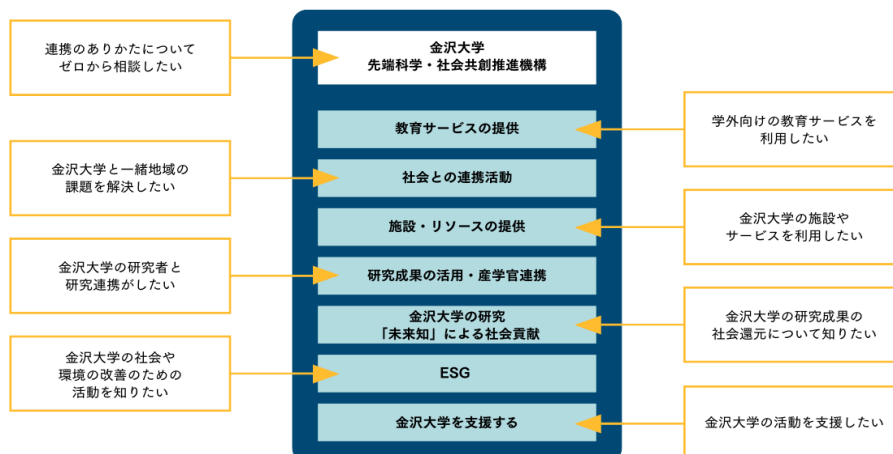 連携のありかたについて
ゼロから相談したい
金沢大学
先端科学・社会共創推進機構
教育サービスの提供
学外向けの教育サービスを
利用したい
金沢大学と一緒地域の
課題を解決したい
社会との連携活動
施設・リソースの提供
金沢大学の施設や
サービスを利用したい
金沢大学の研究者と
研究連携がしたい
研究成果の活用・産学官連携
金沢大学の研究
「未来知」による社会貢献
金沢大学の研究成果の
社会還元について知りたい
金沢大学の社会や
環境の改善のための
活動を知りたい
ESG
金沢大学を支援する
金沢大学の活動を支援したい